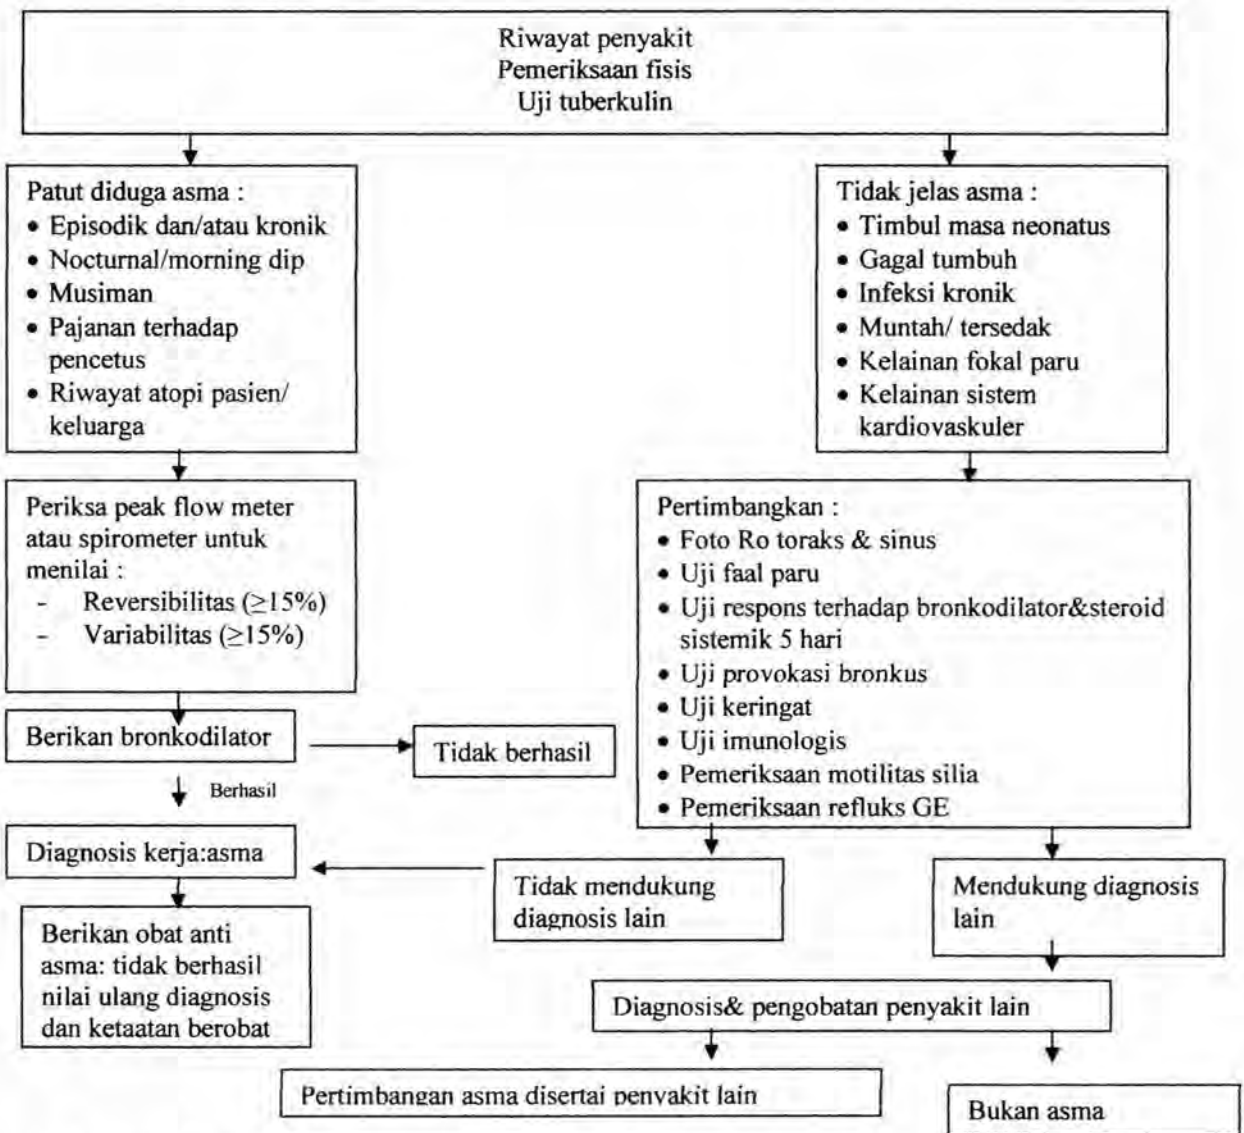 Riwayat penyakit
Pemeriksaan fisis
Uji tuberkulin
Patut diduga asma :
• Episodik dan/atau kronik
• Nocturnal/morning dip
• Musiman
• Pajanan terhadap
pencetus
• Riwayat atopi pasien/
keluarga
Tidak jelas asma :
• Timbul masa neonatus
• Gagal tumbuh
• Infeksi kronik
• Muntah/ tersedak
• Kelainan fokal paru
• Kelainan sistem
kardiovaskuler
Periksa peak flow meter
atau spirometer untuk
menilai :
- Reversibilitas (≥15%)
- Variabilitas (≥15%)
Pertimbangkan :
• Foto Ro toraks & sinus
• Uji faal paru
• Uji respons terhadap bronkodilator&steroid
sistemik 5 hari
• Uji provokasi bronkus
• Uji keringat
• Uji imunologis
• Pemeriksaan motilitas silia
• Pemeriksaan refluks GE
Berikan bronkodilator
Tidak berhasil
Berhasil
Diagnosis kerja:asma
Tidak mendukung
diagnosis lain
Mendukung diagnosis
lain
Berikan obat anti
asma: tidak berhasil
nilai ulang diagnosis
dan ketaatan berobat
Diagnosis& pengobatan penyakit lain
Pertimbangan asma disertai penyakit lain
Bukan asma